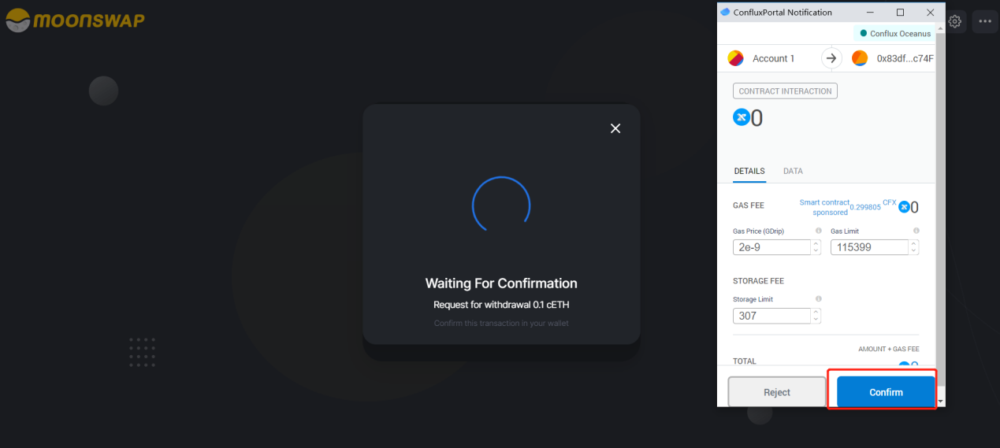 MOONSWAP
ConfluxPortal Notification
Conflux Oceanus
Account 1
0x83df...c74F
CONTRACT INTERACTION
0
DETAILS
DATA
GAS FEE
Smart contract sponsored
0.299805 CFX
0
Gas Price (GDrip)
Gas Limit
2e-9
115399
STORAGE FEE
Storage Limit
307
AMOUNT + GAS FEE
TOTAL
Reject
Confirm
Waiting For Confirmation
Request for withdrawal 0.1 cETH
Confirm this transaction in your wallet